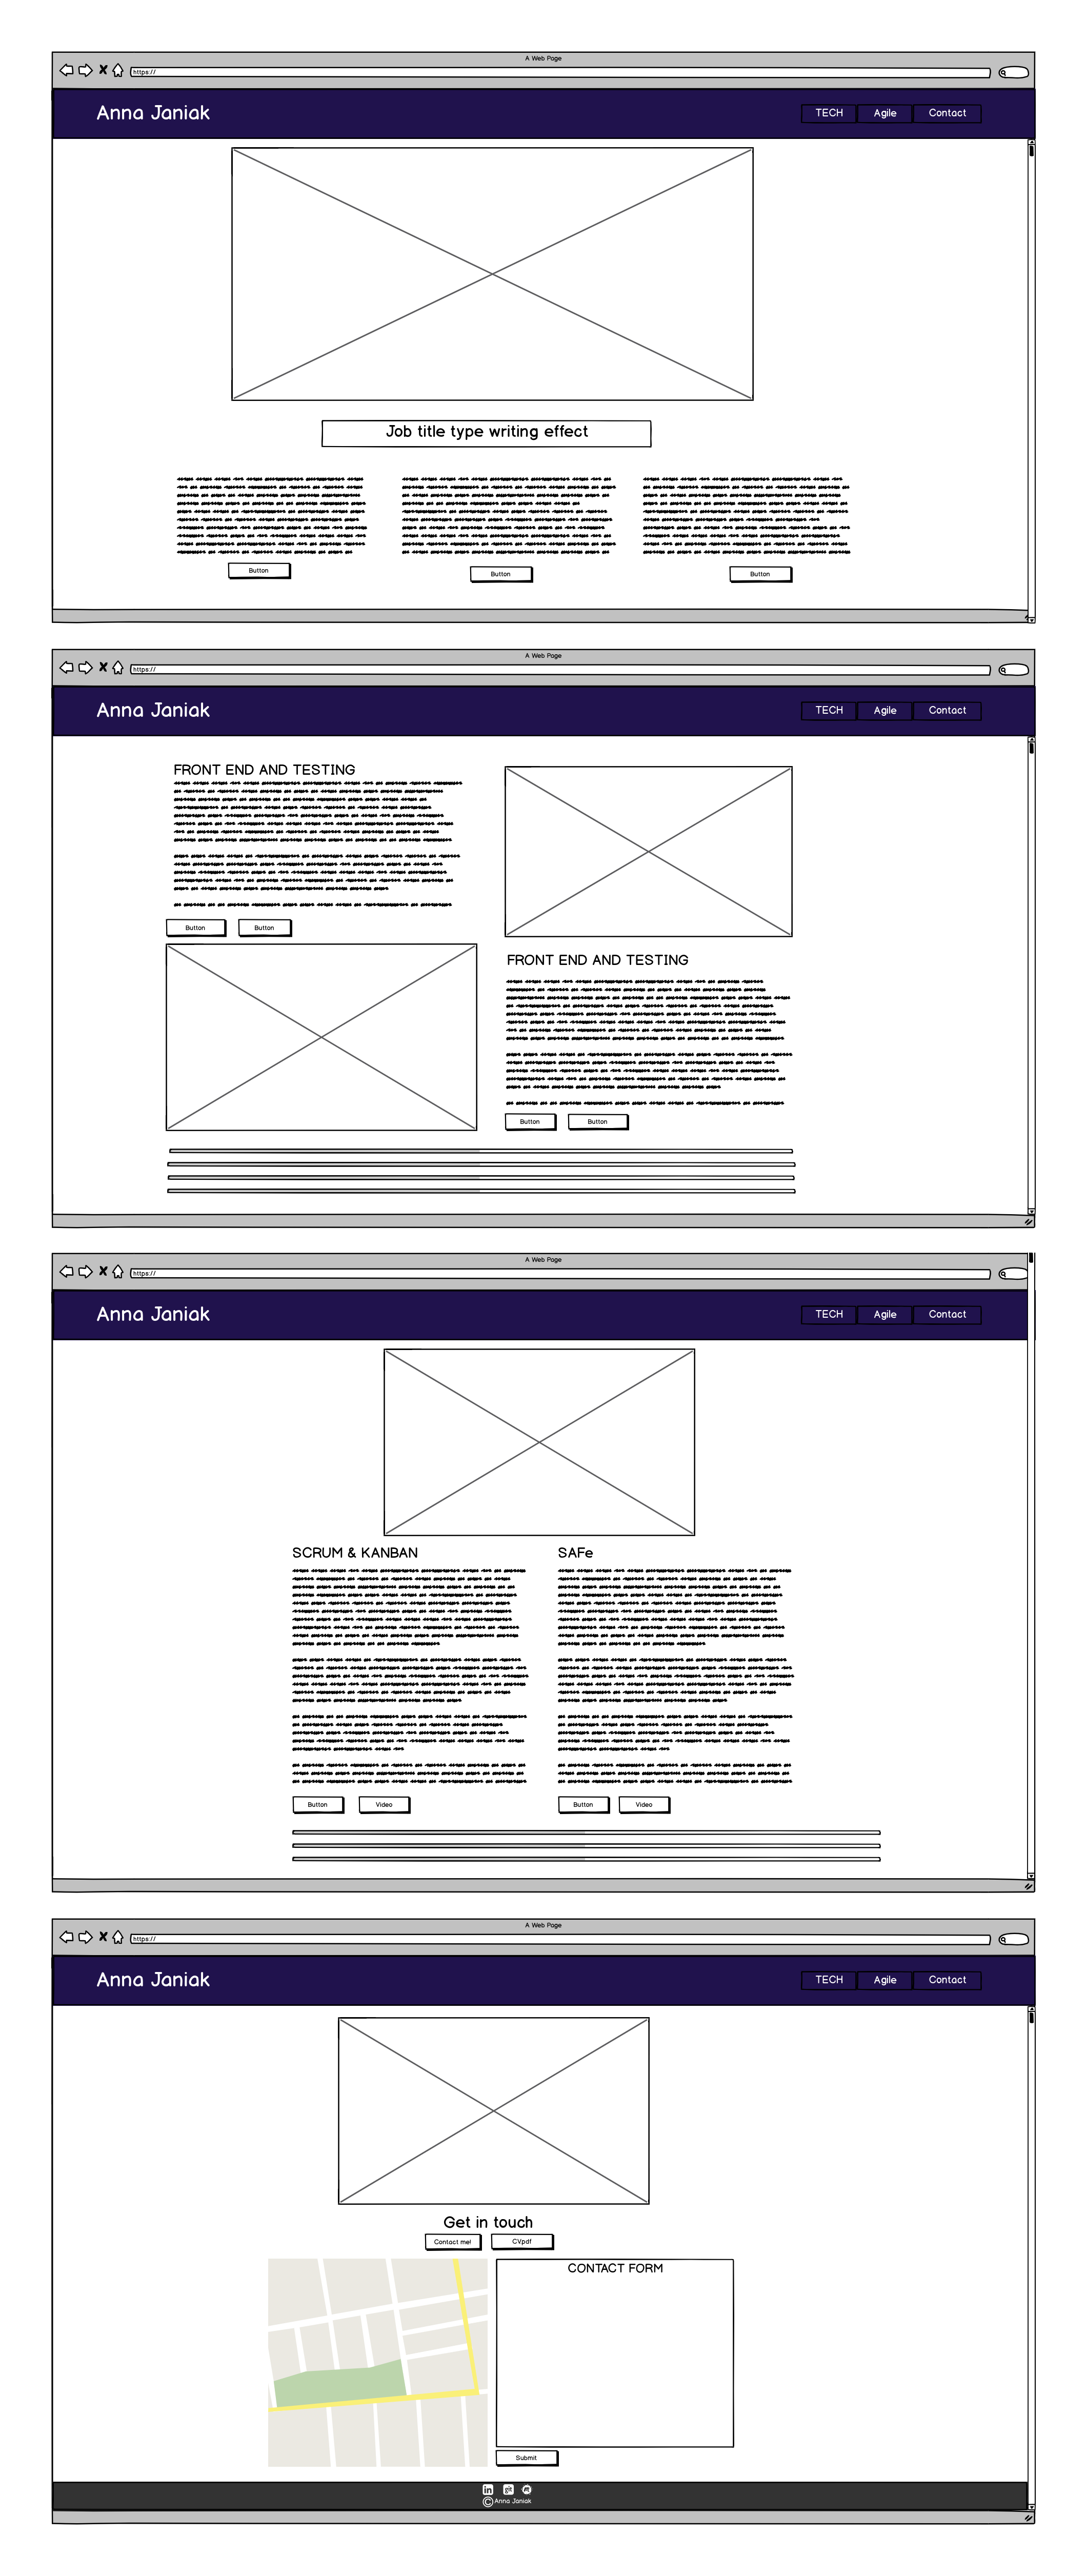 A Web Page
https://
Anna Janiak
TECH Agile Contact
Job title type writing effect
Button Button Button
A Web Page
https://
Anna Janiak
TECH Agile Contact
FRONT END AND TESTING
Button Button
FRONT END AND TESTING
Button Button
A Web Page
https://
Anna Janiak
TECH Agile Contact
SCRUM & KANBAN SAFe
Button Video Button Video
A Web Page
https://
Anna Janiak
TECH Agile Contact
Get in touch
Contact me! CVpdf
CONTACT FORM
Submit
in git
© Anna Janiak